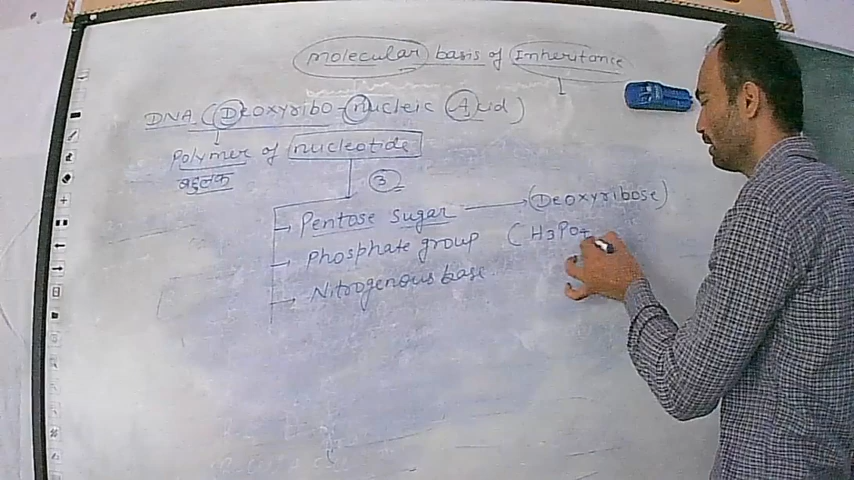 molecular basis of Inheritance
DNA (Deoxyribo-nucleic Acid)
Polymer of nucleotide
बहुलक
3
Pentose sugar → (Deoxyribose)
Phosphate group (H3PO4
Nitrogenous base.